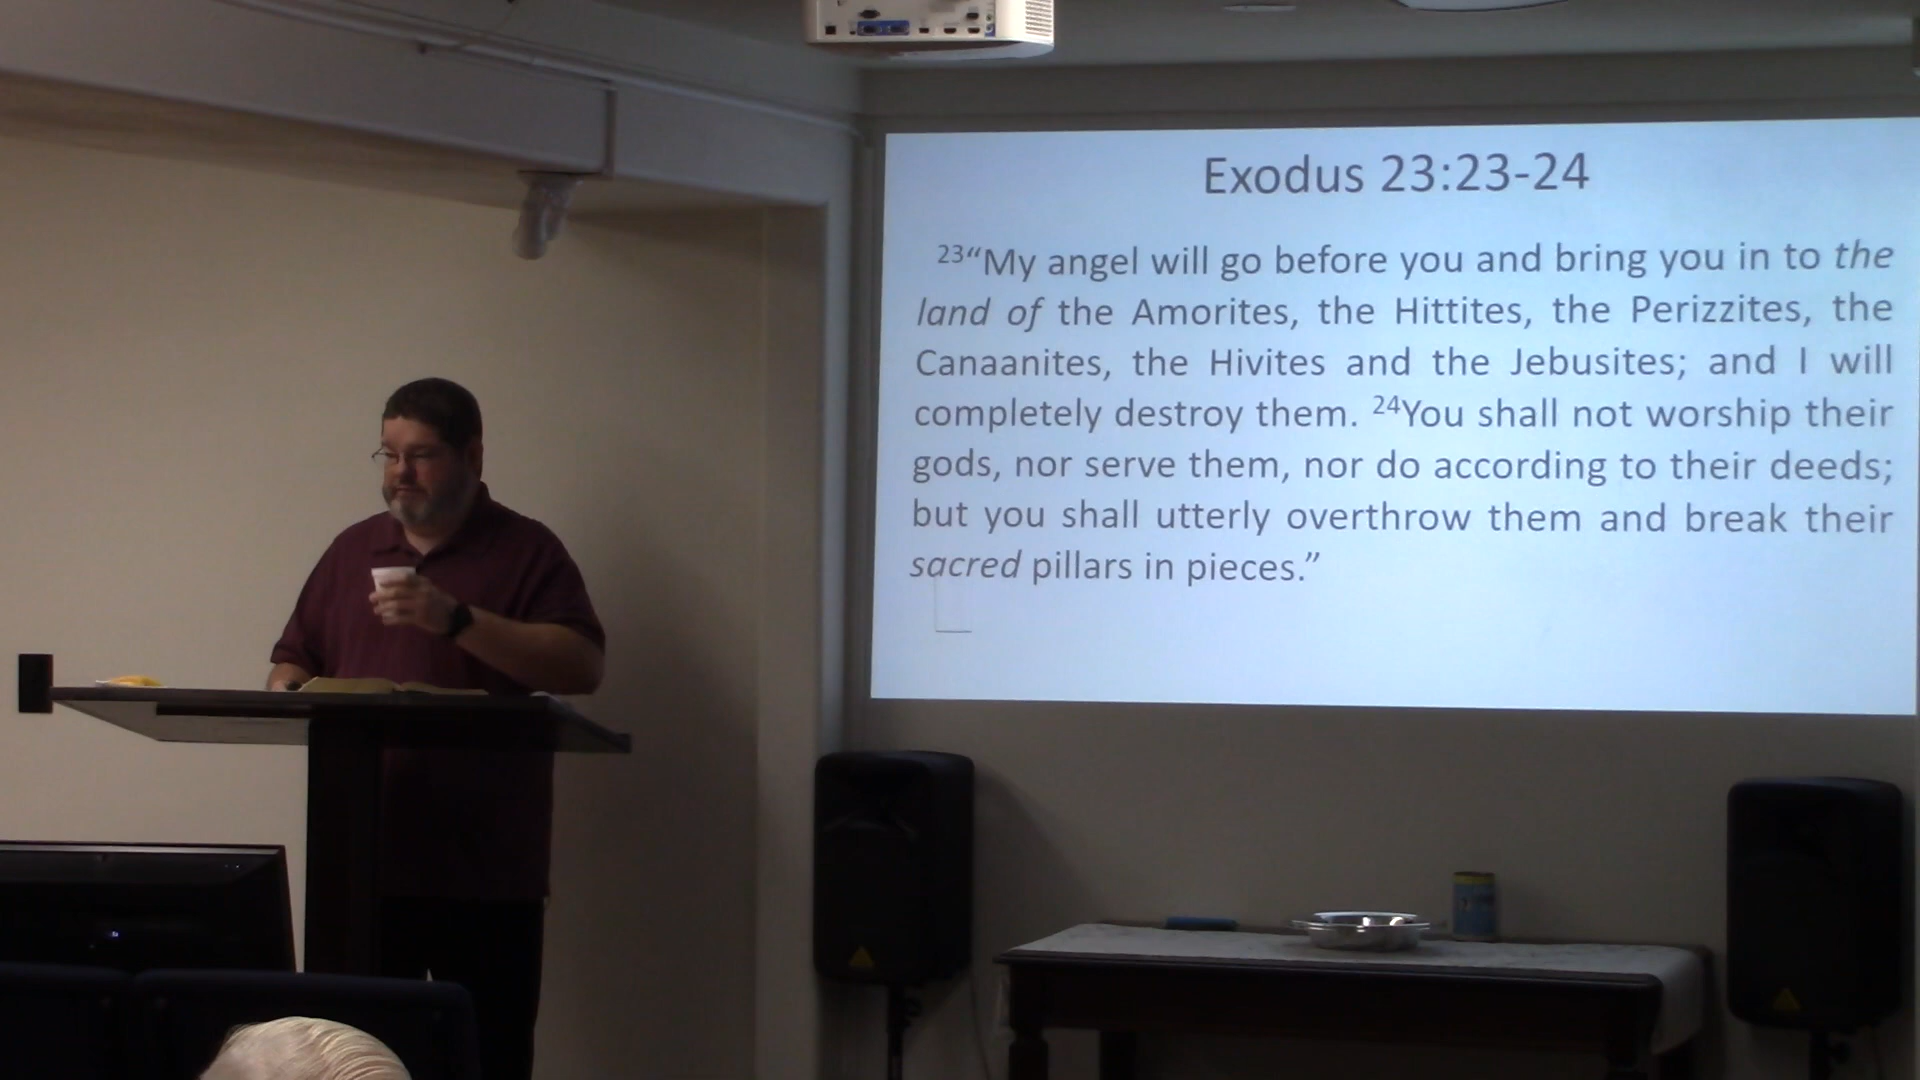 Exodus 23:23-24
23“My angel will go before you and bring you in to the
land of the Amorites, the Hittites, the Perizzites, the
Canaanites, the Hivites and the Jebusites; and I will
completely destroy them. 24You shall not worship their
gods, nor serve them, nor do according to their deeds;
but you shall utterly overthrow them and break their
sacred pillars in pieces.”